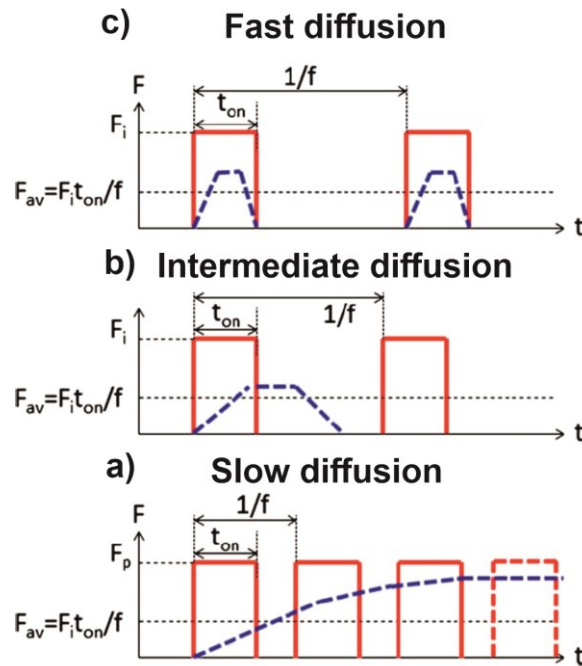 c) Fast diffusion
F
1/f
t_on
F_i
F_av=F_it_on/f
t
b) Intermediate diffusion
1/f
t_on
F_i
F_av=F_it_on/f
t
a) Slow diffusion
F
1/f
t_on
F_p
F_av=F_it_on/f
t